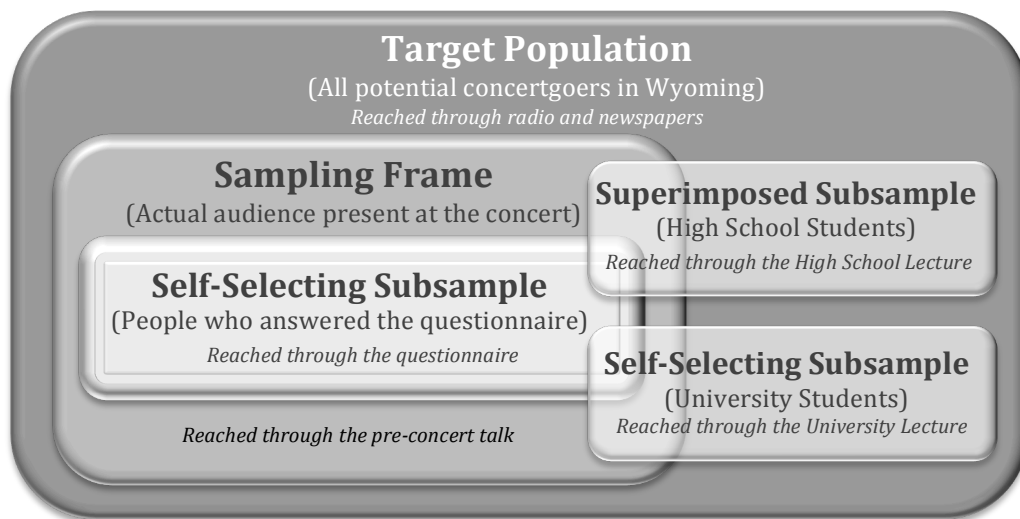 Target Population
(All potential concertgoers in Wyoming)
Reached through radio and newspapers
Sampling Frame
(Actual audience present at the concert)
Self-Selecting Subsample
(People who answered the questionnaire)
Reached through the questionnaire
Reached through the pre-concert talk
Superimposed Subsample
(High School Students)
Reached through the High School Lecture
Self-Selecting Subsample
(University Students)
Reached through the University Lecture